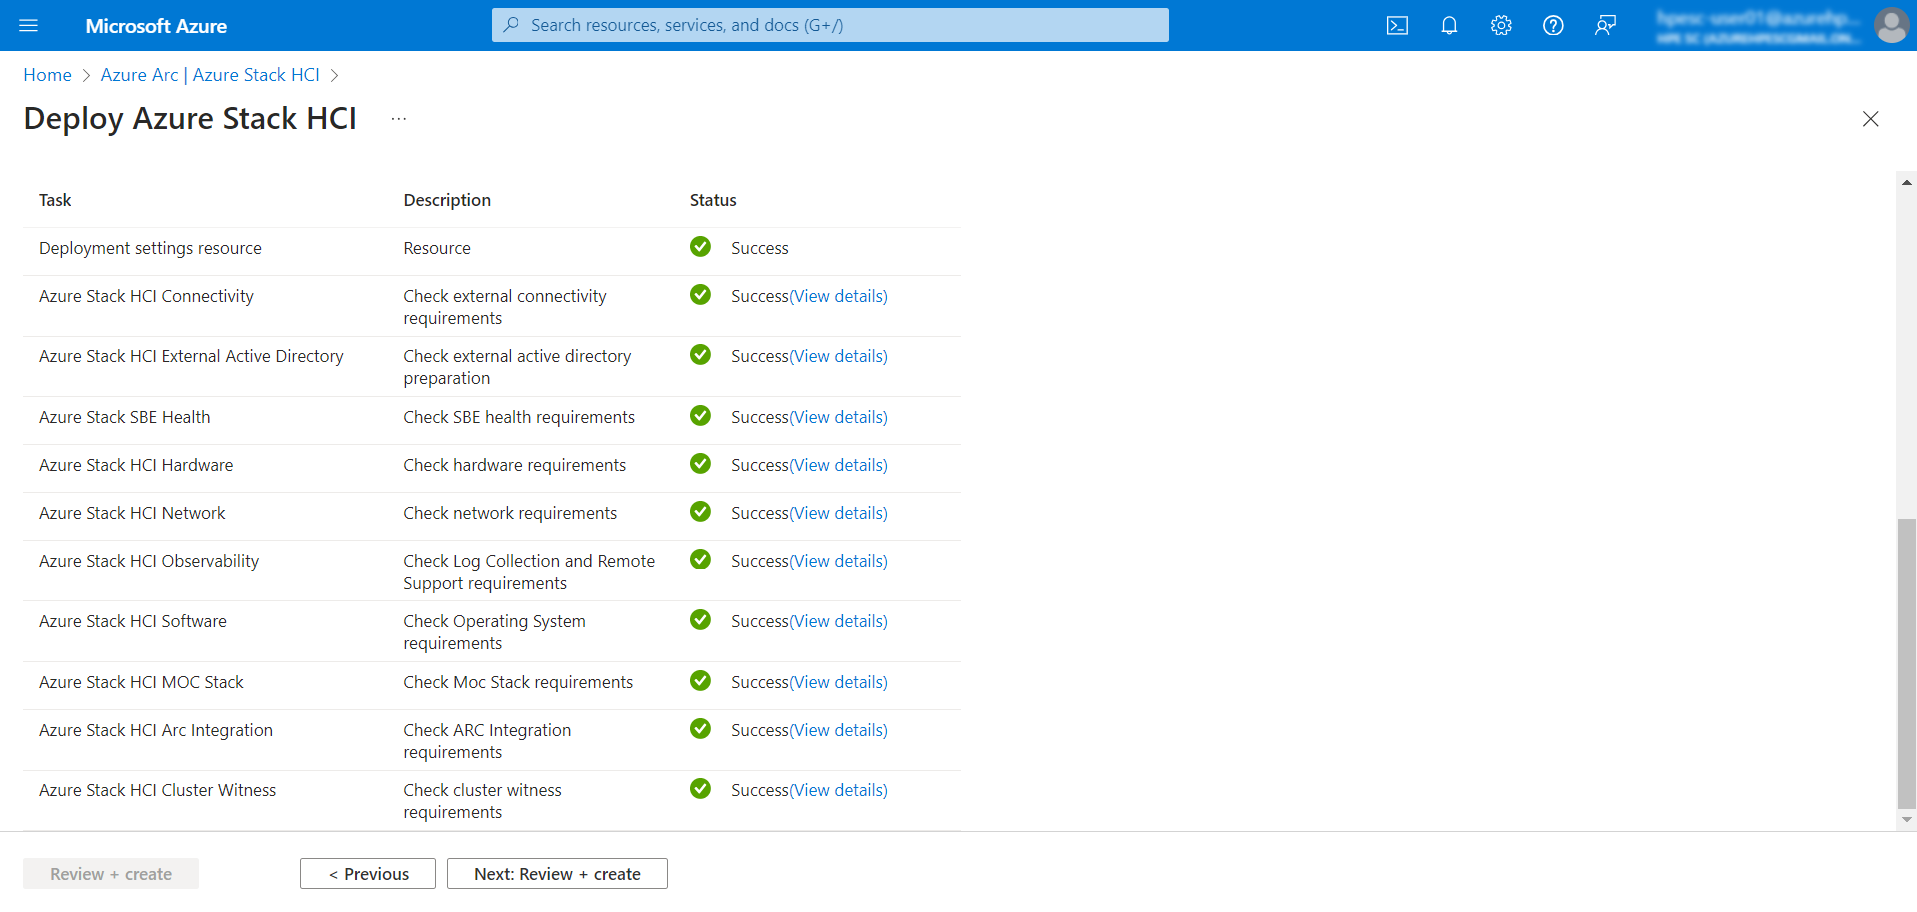 Microsoft Azure
Search resources, services, and docs (G+/)
Home > Azure Arc | Azure Stack HCI >
Deploy Azure Stack HCI ...
Task Description Status
Deployment settings resource Resource Success
Azure Stack HCI Connectivity Check external connectivity Success(View details)
requirements
Azure Stack HCI External Active Directory Check external active directory Success(View details)
preparation
Azure Stack SBE Health Check SBE health requirements Success(View details)
Azure Stack HCI Hardware Check hardware requirements Success(View details)
Azure Stack HCI Network Check network requirements Success(View details)
Azure Stack HCI Observability Check Log Collection and Remote Success(View details)
Support requirements
Azure Stack HCI Software Check Operating System Success(View details)
requirements
Azure Stack HCI MOC Stack Check Moc Stack requirements Success(View details)
Azure Stack HCI Arc Integration Check ARC Integration Success(View details)
requirements
Azure Stack HCI Cluster Witness Check cluster witness Success(View details)
requirements
Review + create < Previous Next: Review + create